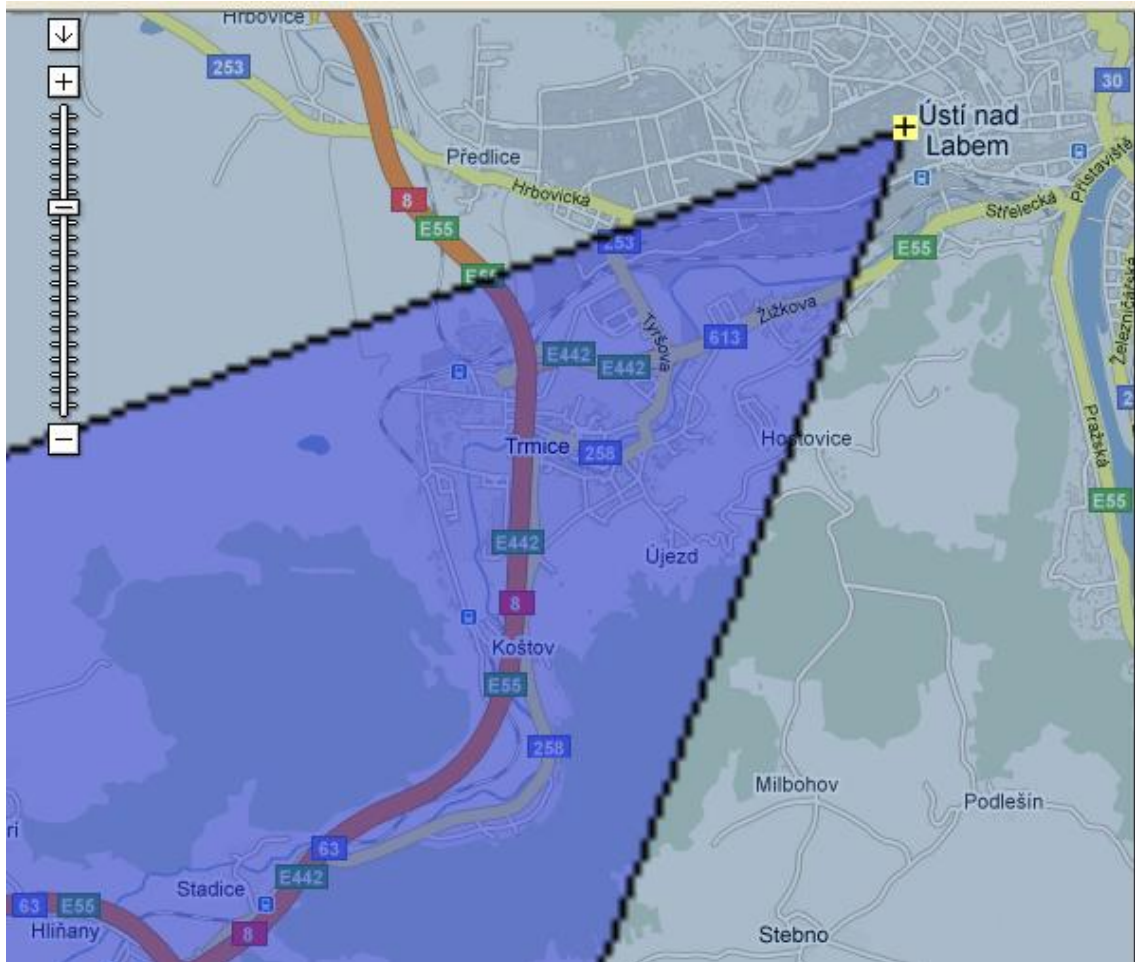 Hrbovice
253
30
Ústí nad
Labem
Předlice
Přístaviště
Hrbovická
8
Střelecká
E55
253
E55
E55
Železničářská
Žižkova
Tyršova
613
E442
E442
2
Pražská
Hostovice
Trmice
258
E55
E442
Újezd
8
Koštov
E55
258
Milbohov
Podlešín
ri
63
E442
Stadice
63
E55
8
Hliňany
Stebno